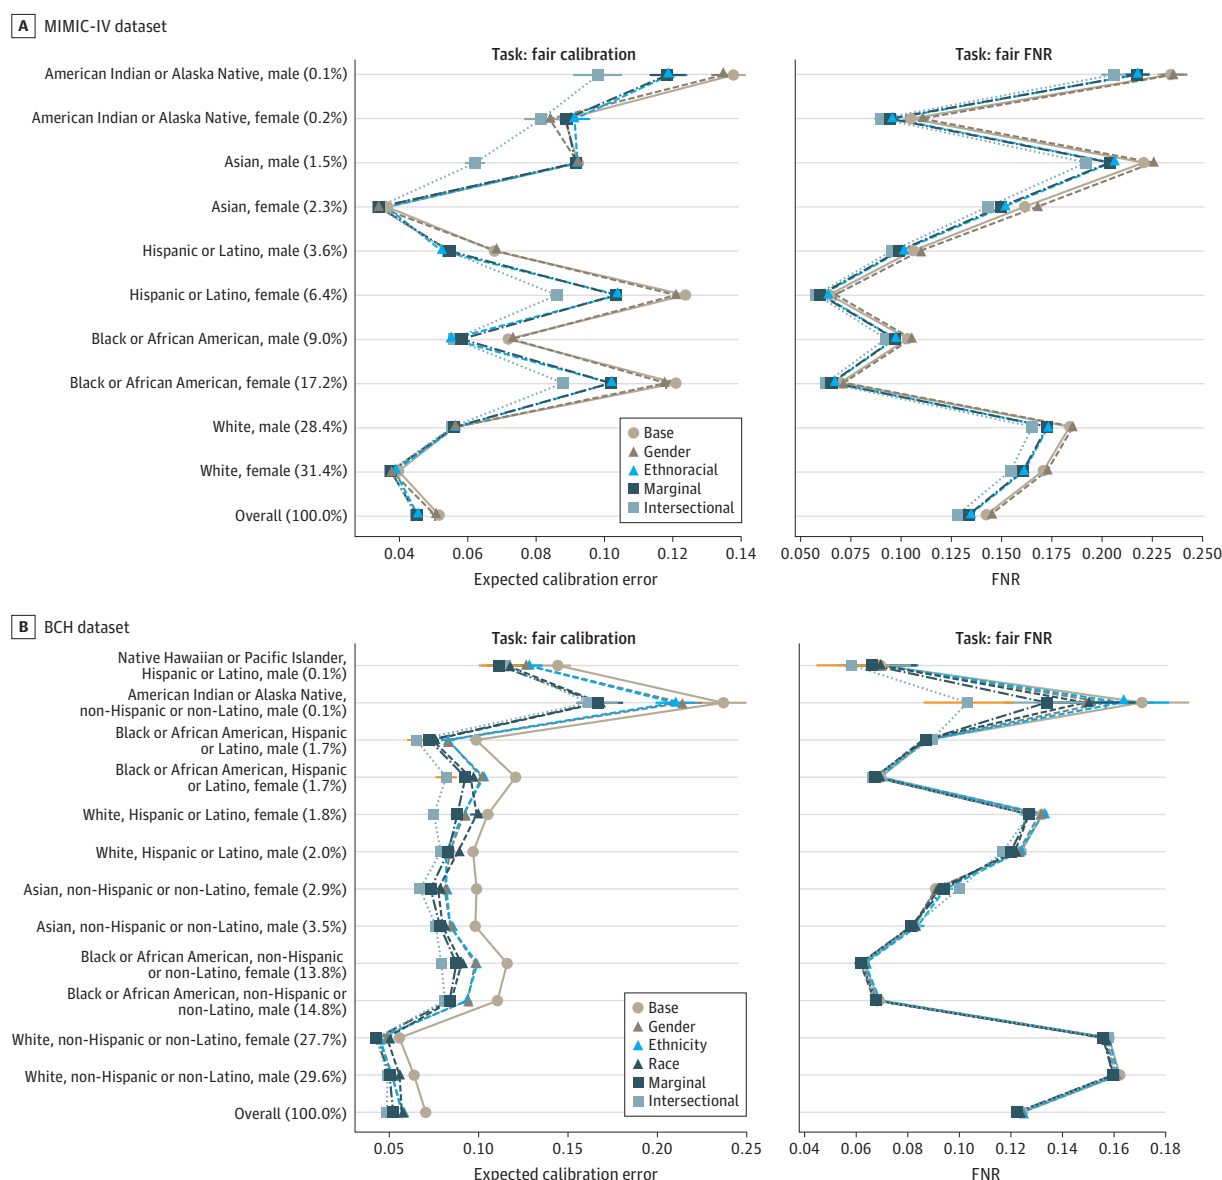 A MIMIC-IV dataset
Task: fair calibration
Task: fair FNR
American Indian or Alaska Native, male (0.1%)
American Indian or Alaska Native, female (0.2%)
Asian, male (1.5%)
Asian, female (2.3%)
Hispanic or Latino, male (3.6%)
Hispanic or Latino, female (6.4%)
Black or African American, male (9.0%)
Black or African American, female (17.2%)
White, male (28.4%)
White, female (31.4%)
Overall (100.0%)
Base
Gender
Ethnoracial
Marginal
Intersectional
0.04 0.06 0.08 0.10 0.12 0.14
Expected calibration error
0.050 0.075 0.100 0.125 0.150 0.175 0.200 0.225 0.250
FNR
B BCH dataset
Task: fair calibration
Task: fair FNR
Native Hawaiian or Pacific Islander,
Hispanic or Latino, male (0.1%)
American Indian or Alaska Native,
non-Hispanic or non-Latino, male (0.1%)
Black or African American, Hispanic
or Latino, male (1.7%)
Black or African American, Hispanic
or Latino, female (1.7%)
White, Hispanic or Latino, female (1.8%)
White, Hispanic or Latino, male (2.0%)
Asian, non-Hispanic or non-Latino, female (2.9%)
Asian, non-Hispanic or non-Latino, male (3.5%)
Black or African American, non-Hispanic
or non-Latino, female (13.8%)
Black or African American, non-Hispanic or
non-Latino, male (14.8%)
White, non-Hispanic or non-Latino, female (27.7%)
White, non-Hispanic or non-Latino, male (29.6%)
Overall (100.0%)
Base
Gender
Ethnicity
Race
Marginal
Intersectional
0.05 0.10 0.15 0.20 0.25
Expected calibration error
0.04 0.06 0.08 0.10 0.12 0.14 0.16 0.18
FNR